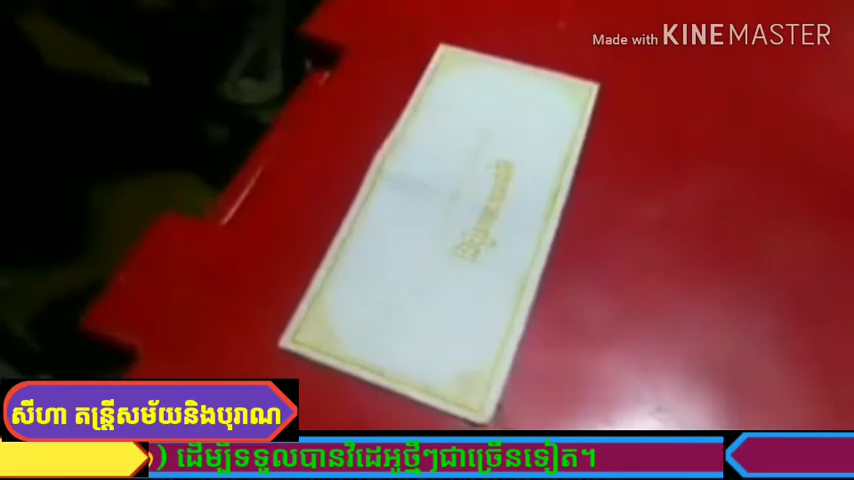 Made with KINEMASTER
សីហា តន្ត្រីសម័យនិងបុរាណ
) ដើម្បីទទួលបានវិដេអូថ្មីៗជាច្រើនទៀត។